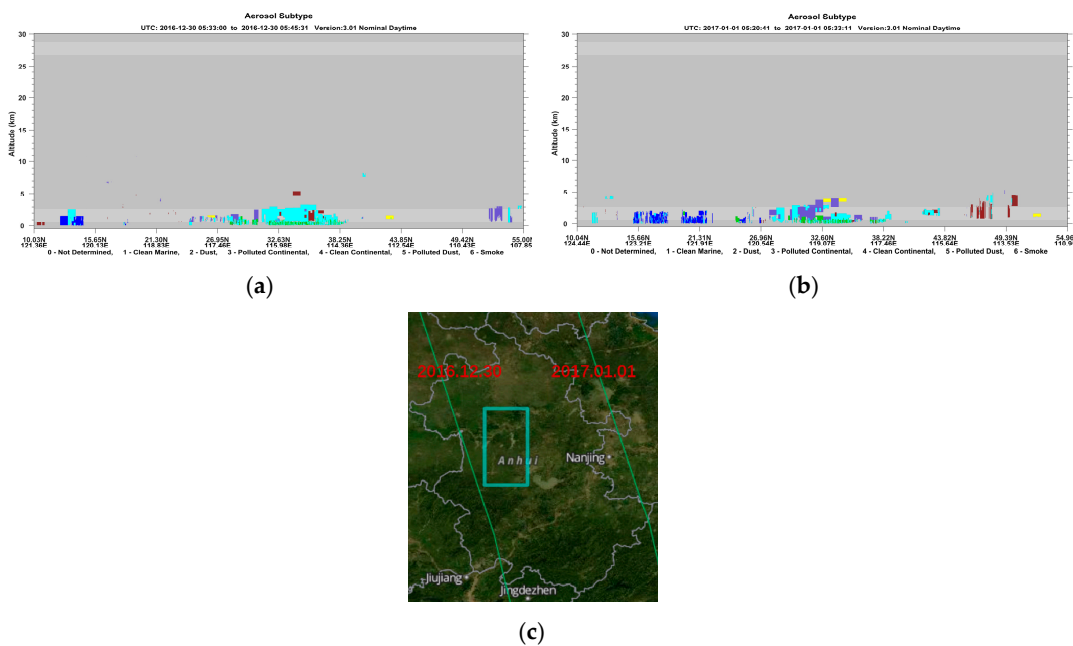 Aerosol Subtype
UTC: 2016-12-30 05:33:00 to 2016-12-30 05:45:31 Version:3.01 Nominal Daytime
30
25
20
15
10
5
0
Altitude (km)
10.03N 15.65N 21.30N 26.95N 32.63N 38.25N 43.85N 49.42N 55.00N
121.36E 120.13E 118.83E 117.46E 115.98E 114.36E 112.54E 110.43E 107.85
0 - Not Determined, 1 - Clean Marine, 2 - Dust, 3 - Polluted Continental, 4 - Clean Continental, 5 - Polluted Dust, 6 - Smoke
(a)
Aerosol Subtype
UTC: 2017-01-01 05:20:41 to 2017-01-01 05:33:11 Version:3.01 Nominal Daytime
30
25
20
15
10
5
0
Altitude (km)
10.04N 15.66N 21.31N 26.96N 32.60N 38.22N 43.82N 49.39N 54.96
124.44E 123.21E 121.91E 120.54E 119.07E 117.46E 115.64E 113.53E 110.9
0 - Not Determined, 1 - Clean Marine, 2 - Dust, 3 - Polluted Continental, 4 - Clean Continental, 5 - Polluted Dust, 6 - Smoke
(b)
2016.12.30 2017.01.01
Anhui
Nanjing
Jiujiang
Jingdezhen
(c)